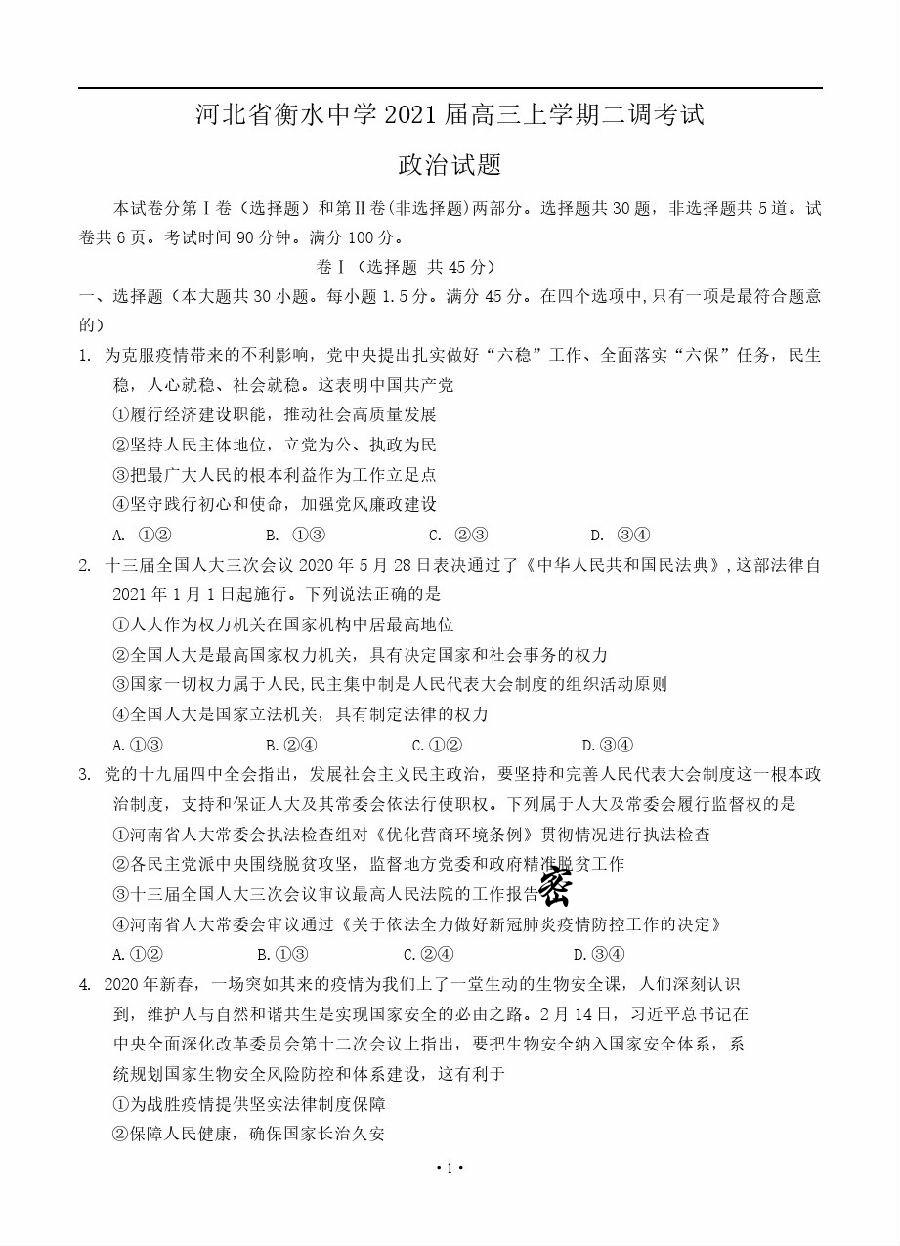 河北省衡水中学 2021 届高三上学期二调考试
政治试题
本试卷分第Ⅰ卷（选择题）和第Ⅱ卷(非选择题)两部分。选择题共 30 题，非选择题共 5 道。试
卷共 6 页。考试时间 90 分钟。满分 100 分。
卷Ⅰ（选择题 共 45 分）
一、选择题（本大题共 30 小题。每小题 1.5 分。满分 45 分。在四个选项中,只有一项是最符合题意
的）
1. 为克服疫情带来的不利影响，党中央提出扎实做好“六稳”工作、全面落实“六保”任务，民生
稳，人心就稳、社会就稳。这表明中国共产党
①履行经济建设职能，推动社会高质量发展
②坚持人民主体地位，立党为公、执政为民
③把最广大人民的根本利益作为工作立足点
④坚守践行初心和使命，加强党风廉政建设
A. ①② B. ①③ C. ②③ D. ③④
2. 十三届全国人大三次会议 2020 年 5 月 28 日表决通过了《中华人民共和国民法典》,这部法律自
2021 年 1 月 1 日起施行。下列说法正确的是
①人大作为权力机关在国家机构中居最高地位
②全国人大是最高国家权力机关，具有决定国家和社会事务的权力
③国家一切权力属于人民,民主集中制是人民代表大会制度的组织活动原则
④全国人大是国家立法机关，具有制定法律的权力
A.①③ B.②④ C.①② D.③④
3. 党的十九届四中全会指出，发展社会主义民主政治，要坚持和完善人民代表大会制度这一根本政
治制度，支持和保证人大及其常委会依法行使职权。下列属于人大及常委会履行监督权的是
①河南省人大常委会执法检查组对《优化营商环境条例》贯彻情况进行执法检查
②各民主党派中央围绕脱贫攻坚，监督地方党委和政府精准脱贫工作
③十三届全国人大三次会议审议最高人民法院的工作报告
密
④河南省人大常委会审议通过《关于依法全力做好新冠肺炎疫情防控工作的决定》
A.①② B.①③ C.②④ D.③④
4. 2020 年新春，一场突如其来的疫情为我们上了一堂生动的生物安全课，人们深刻认识
到，维护人与自然和谐共生是实现国家安全的必由之路。2 月 14 日，习近平总书记在
中央全面深化改革委员会第十二次会议上指出，要把生物安全纳入国家安全体系，系
统规划国家生物安全风险防控和体系建设，这有利于
①为战胜疫情提供坚实法律制度保障
②保障人民健康，确保国家长治久安
·1·